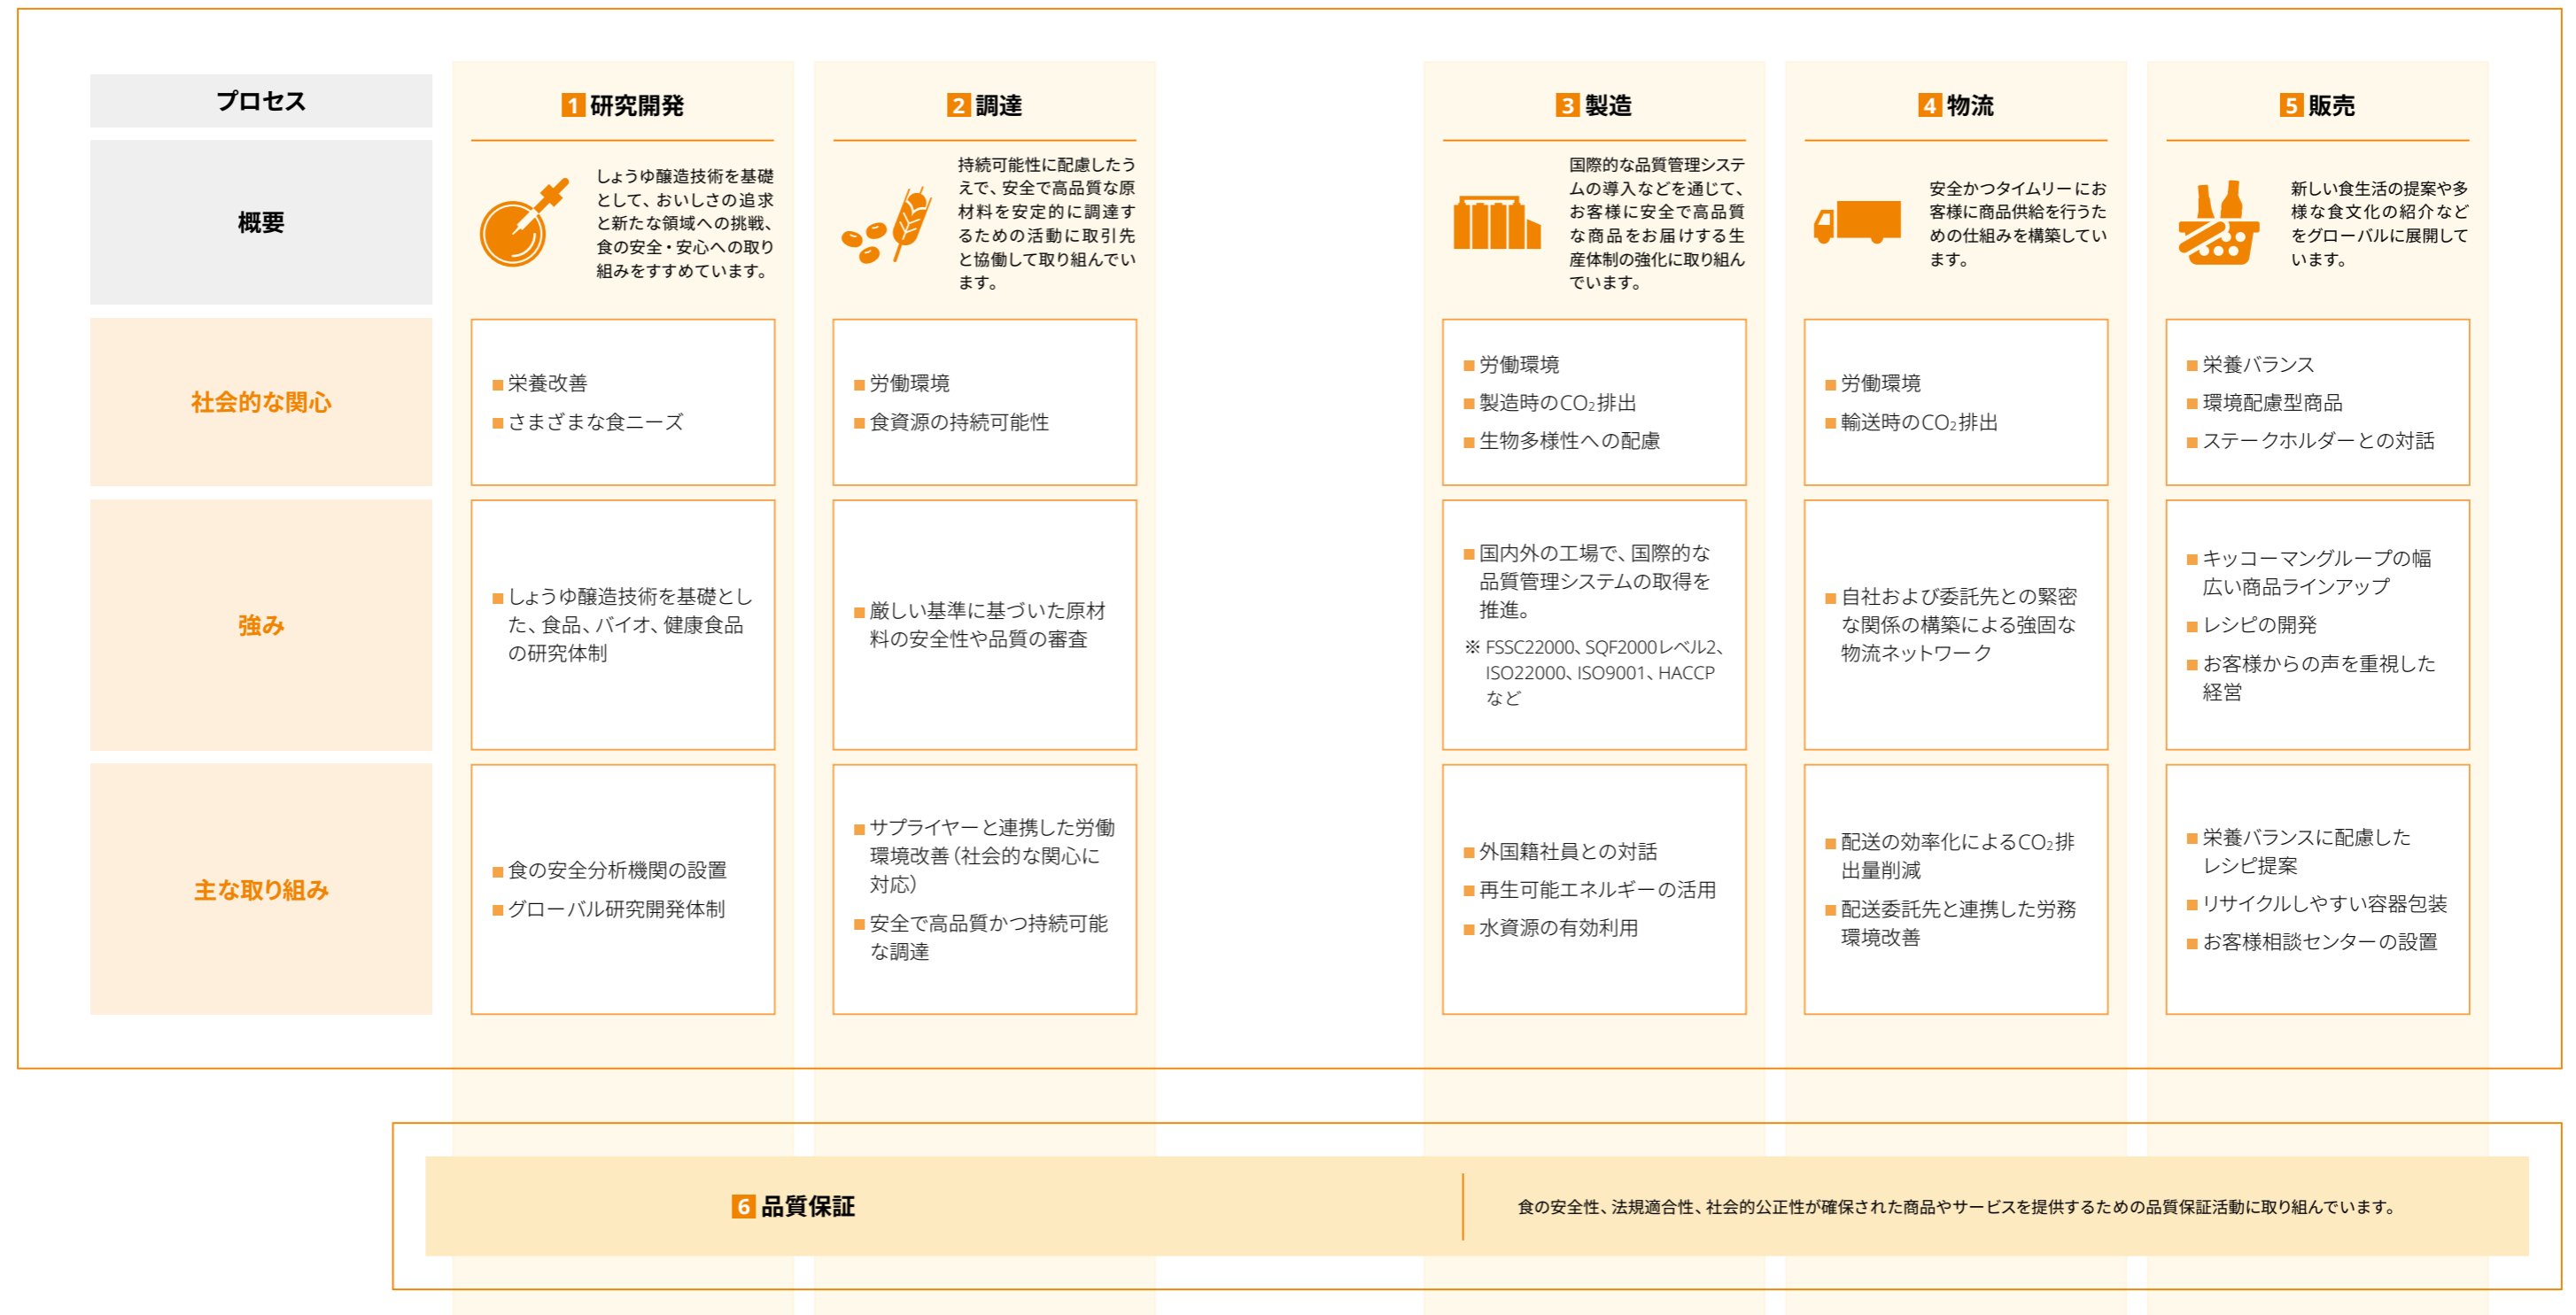 プロセス
1 研究開発
2 調達
3 製造
4 物流
5 販売
概要
しょうゆ醸造技術を基礎
として、おいしさの追求
と新たな領域への挑戦、
食の安全・安心への取り
組みをすすめています。
持続可能性に配慮したう
えで、安全で高品質な原
材料を安定的に調達す
るための活動に取引先
と協働して取り組んでい
ます。
国際的な品質管理システ
ムの導入などを通じて、
お客様に安全で高品質
な商品をお届けする生
産体制の強化に取り組ん
でいます。
安全かつタイムリーにお
客様に商品供給を行うた
めの仕組みを構築してい
ます。
新しい食生活の提案や多
様な食文化の紹介など
をグローバルに展開して
います。
社会的な関心
■栄養改善
■さまざまな食ニーズ
■労働環境
■食資源の持続可能性
■労働環境
■製造時のCO₂排出
■生物多様性への配慮
■労働環境
■輸送時のCO₂排出
■栄養バランス
■環境配慮型商品
■ステークホルダーとの対話
強み
■しょうゆ醸造技術を基礎とし
た、食品、バイオ、健康食品
の研究体制
■厳しい基準に基づいた原材
料の安全性や品質の審査
■国内外の工場で、国際的な
品質管理システムの取得を
推進。
※ FSSC22000、SQF2000レベル2、
ISO22000、ISO9001、HACCP
など
■自社および委託先との緊密
な関係の構築による強固な
物流ネットワーク
■キッコーマングループの幅
広い商品ラインアップ
■レシピの開発
■お客様からの声を重視した
経営
主な取り組み
■食の安全分析機関の設置
■グローバル研究開発体制
■サプライヤーと連携した労働
環境改善(社会的な関心に
対応)
■安全で高品質かつ持続可能
な調達
■外国籍社員との対話
■再生可能エネルギーの活用
■水資源の有効利用
■配送の効率化によるCO₂排
出量削減
■配送委託先と連携した労務
環境改善
■栄養バランスに配慮した
レシピ提案
■リサイクルしやすい容器包装
■お客様相談センターの設置
6 品質保証
食の安全性、法規適合性、社会的公正性が確保された商品やサービスを提供するための品質保証活動に取り組んでいます。